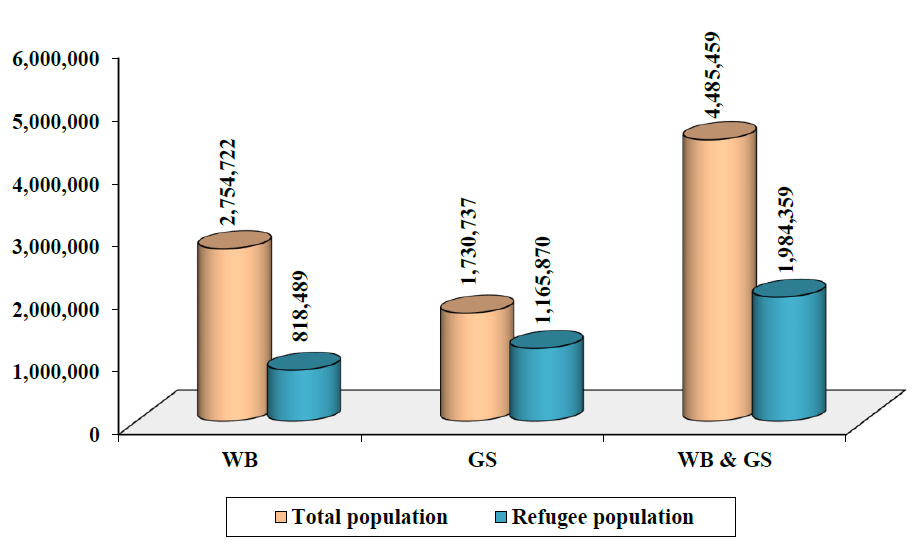 6,000,000
5,000,000
4,000,000
3,000,000
2,000,000
1,000,000
0
2,754,722
818,489
1,730,737
1,165,870
4,485,459
1,984,359
WB
GS
WB & GS
Total population
Refugee population